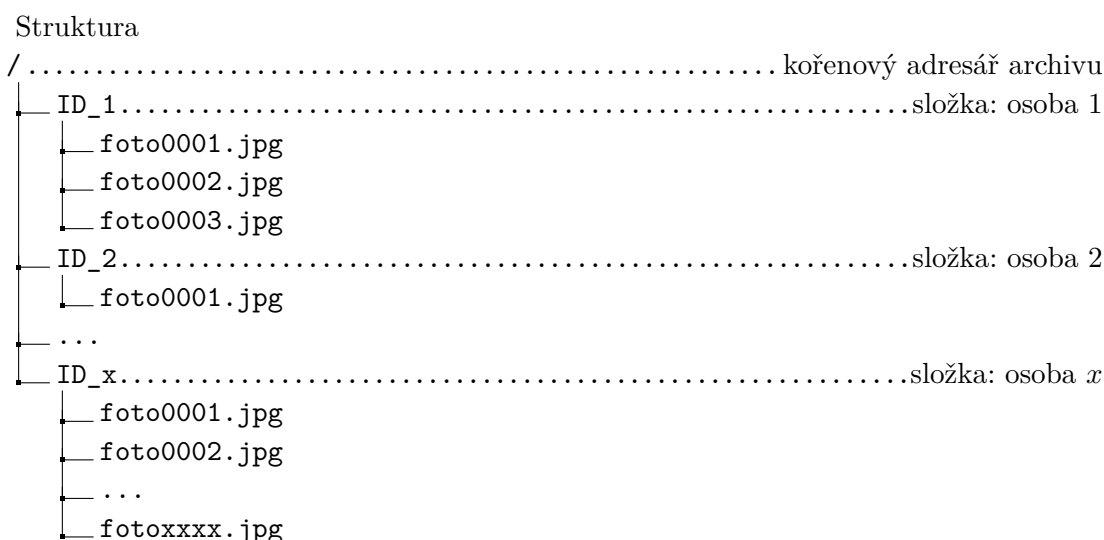 Struktura
/ ........................................................ kořenový adresář archivu
ID_1...........................................................složka: osoba 1
foto0001.jpg
foto0002.jpg
foto0003.jpg
ID_2...........................................................složka: osoba 2
foto0001.jpg
...
ID_x...........................................................složka: osoba x
foto0001.jpg
foto0002.jpg
...
fotoxxxx.jpg